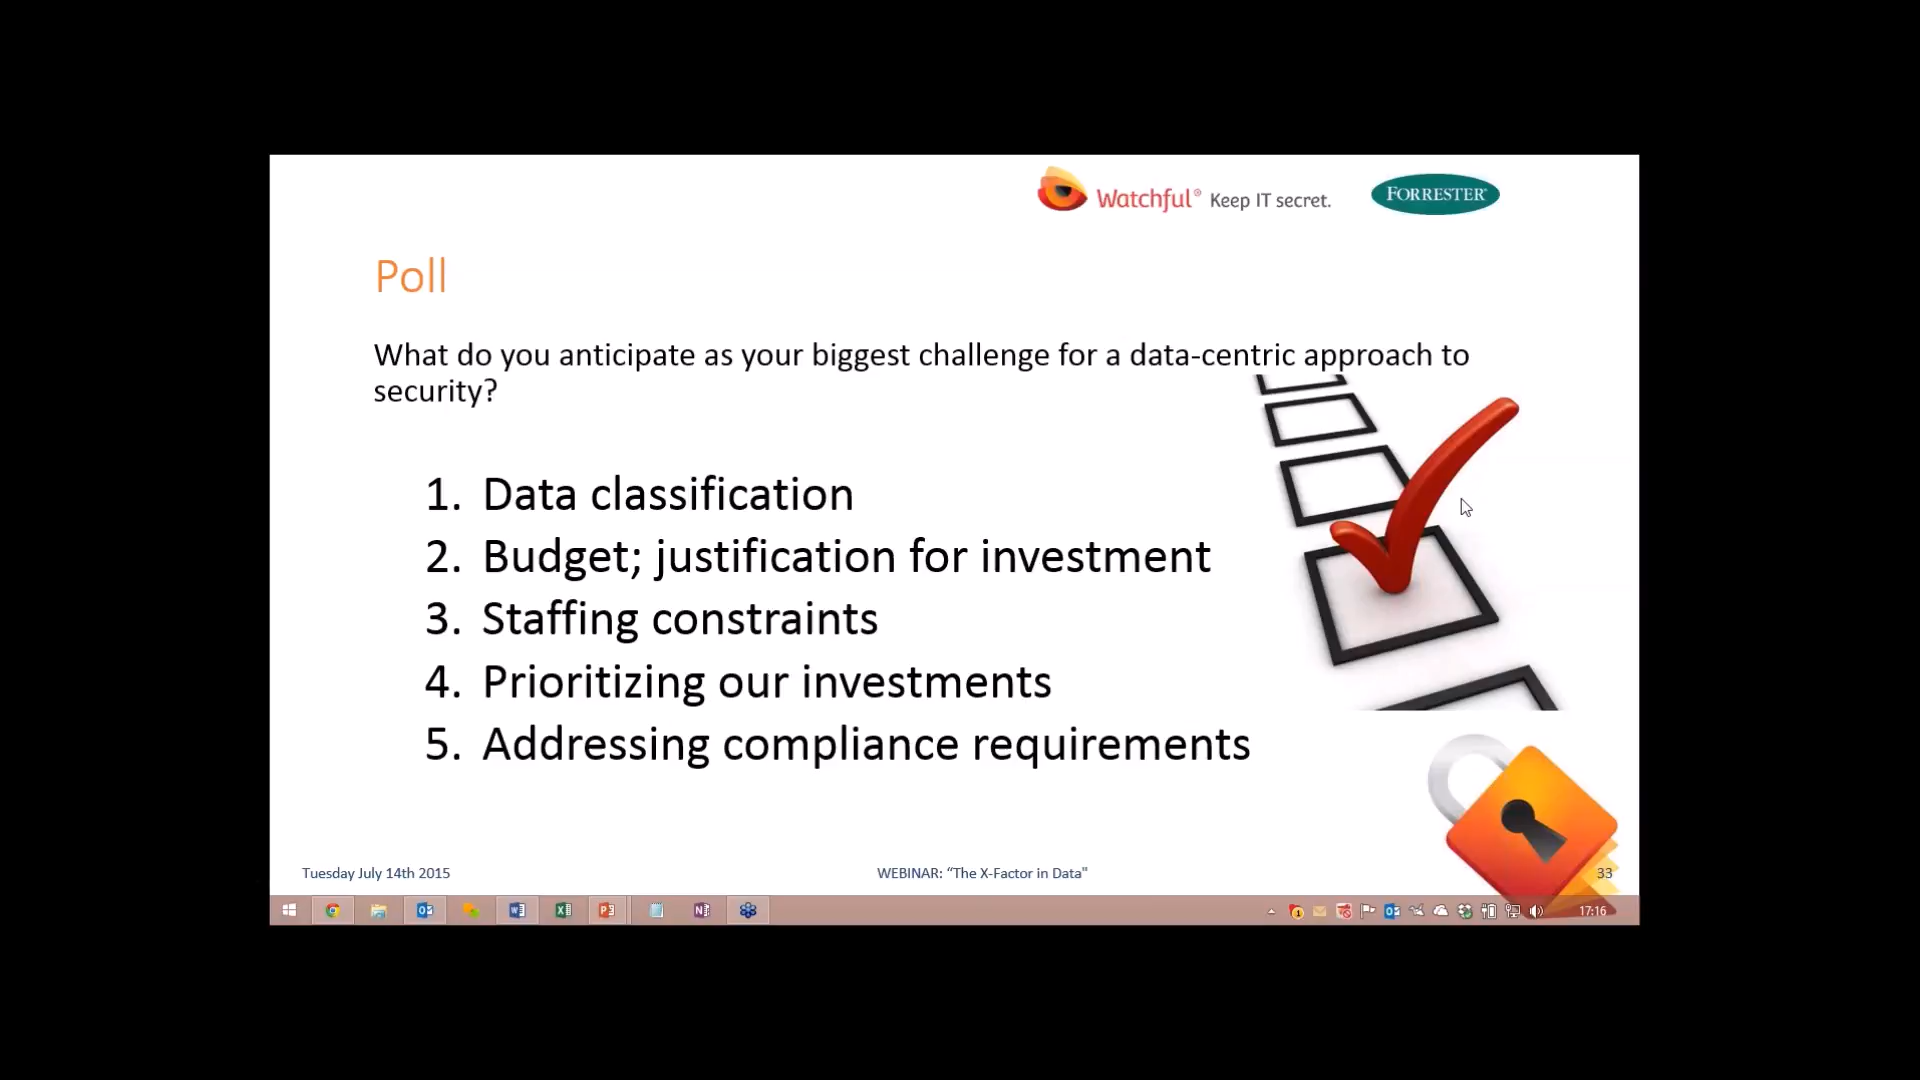 Watchful® Keep IT secret.
FORRESTER®
Poll
What do you anticipate as your biggest challenge for a data-centric approach to
security?
1. Data classification
2. Budget; justification for investment
3. Staffing constraints
4. Prioritizing our investments
5. Addressing compliance requirements
Tuesday July 14th 2015
WEBINAR: “The X-Factor in Data"
33
17:16